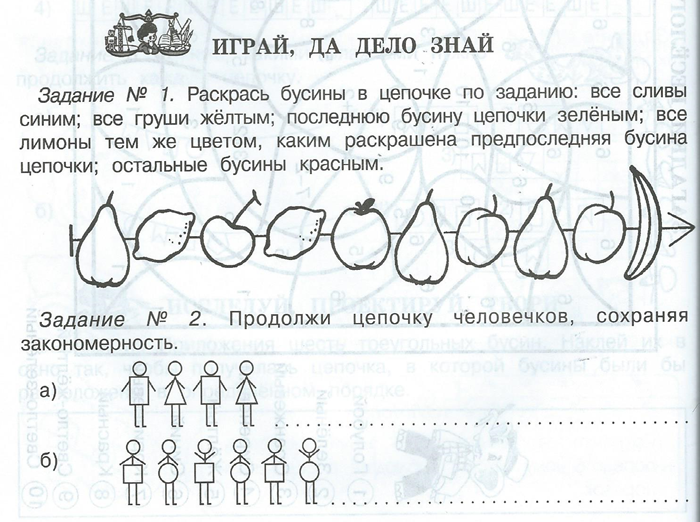 ИГРАЙ, ДА ДЕЛО ЗНАЙ
Задание № 1. Раскрась бусины в цепочке по заданию: все сливы
синим; все груши жёлтым; последнюю бусину цепочки зелёным; все
лимоны тем же цветом, каким раскрашена предпоследняя бусина
цепочки; остальные бусины красным.
Задание № 2. Продолжи цепочку человечков, сохраняя
закономерность.
а)
б)